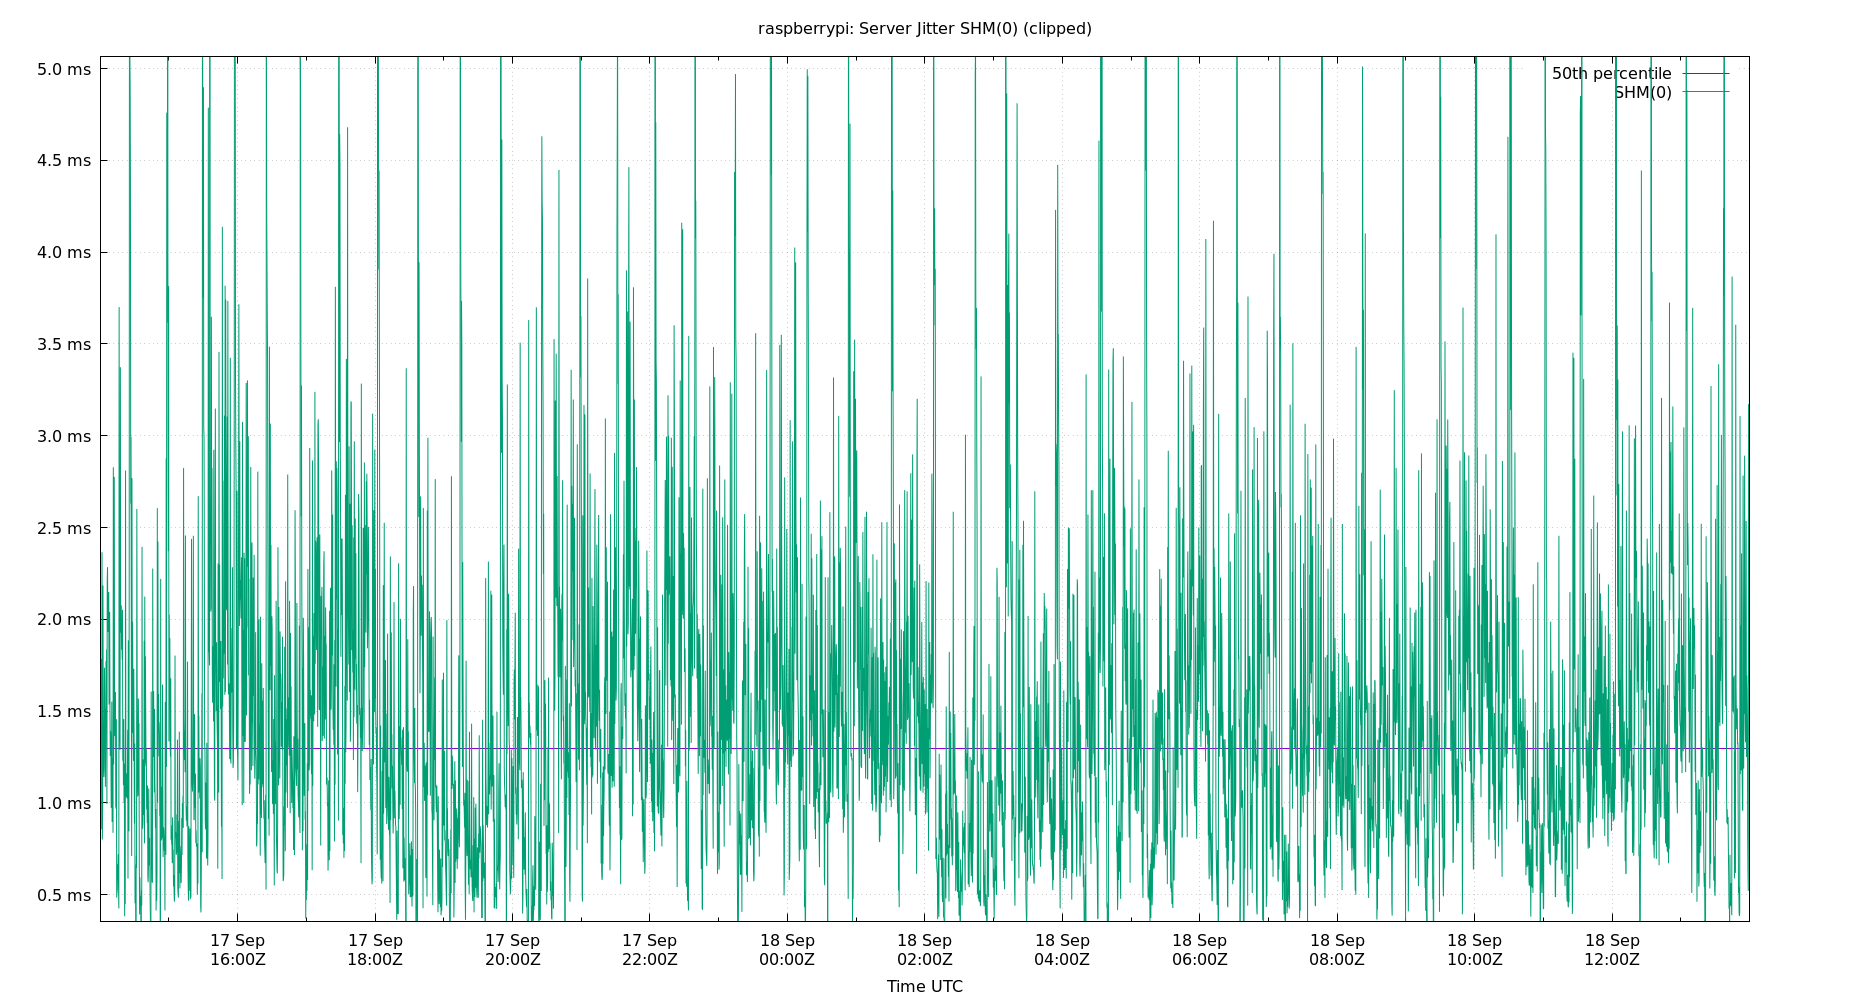 raspberrypi: Server Jitter SHM(0) (clipped)
5.0 ms
4.5 ms
4.0 ms
3.5 ms
3.0 ms
2.5 ms
2.0 ms
1.5 ms
1.0 ms
0.5 ms
50th percentile
SHM(0)
17 Sep 17 Sep 17 Sep 17 Sep 18 Sep 18 Sep 18 Sep 18 Sep 18 Sep 18 Sep 18 Sep
16:00Z 18:00Z 20:00Z 22:00Z 00:00Z 02:00Z 04:00Z 06:00Z 08:00Z 10:00Z 12:00Z
Time UTC